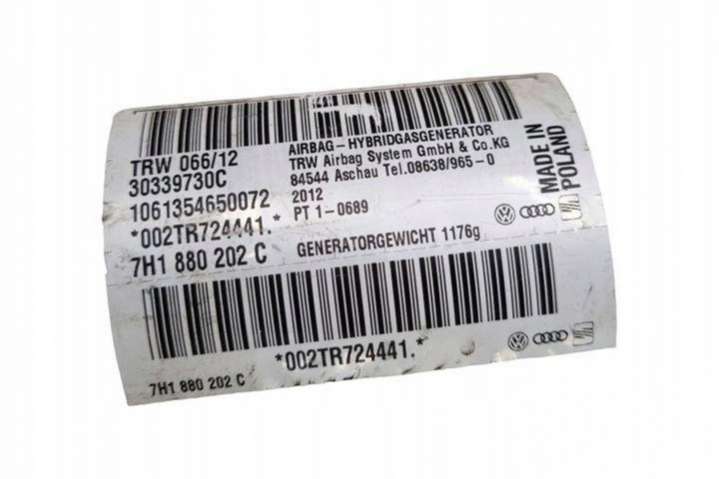 TRW 066/12
30339730C
1061354650072
*002TR724441.*
7H1 880 202 C
AIRBAG-HYBRIDGASGENERATOR
TRW Airbag System GmbH & Co.KG
84544 Aschau Tel.08638/965-0
2012
PT 1-0689
GENERATORGEWICHT 1176g
MADE IN
POLAND
*002TR724441.*
7H1 880 202 C